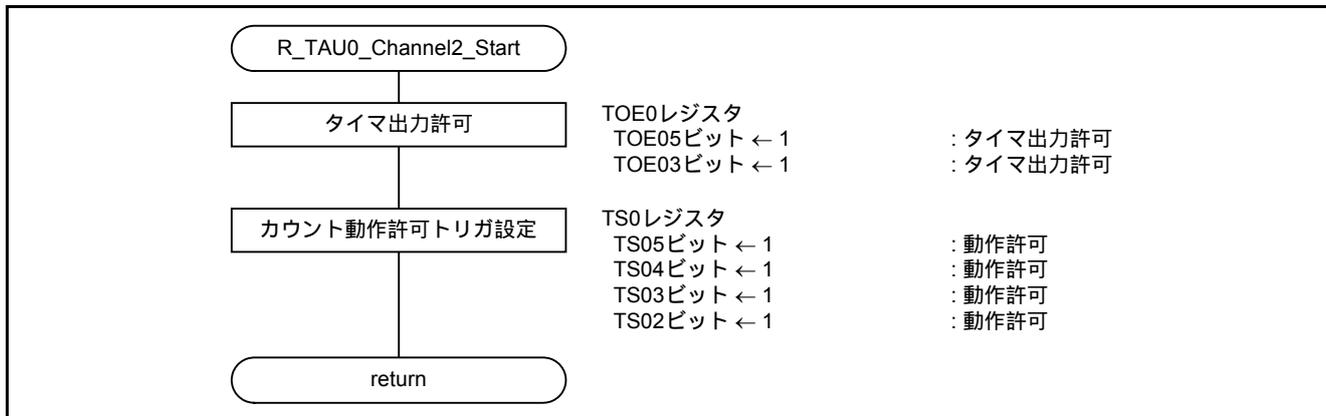 R_TAU0_Channel2_Start
タイマ出力許可
TOE0レジスタ
TOE05ビット ← 1 : タイマ出力許可
TOE03ビット ← 1 : タイマ出力許可
カウント動作許可トリガ設定
TS0レジスタ
TS05ビット ← 1 : 動作許可
TS04ビット ← 1 : 動作許可
TS03ビット ← 1 : 動作許可
TS02ビット ← 1 : 動作許可
return